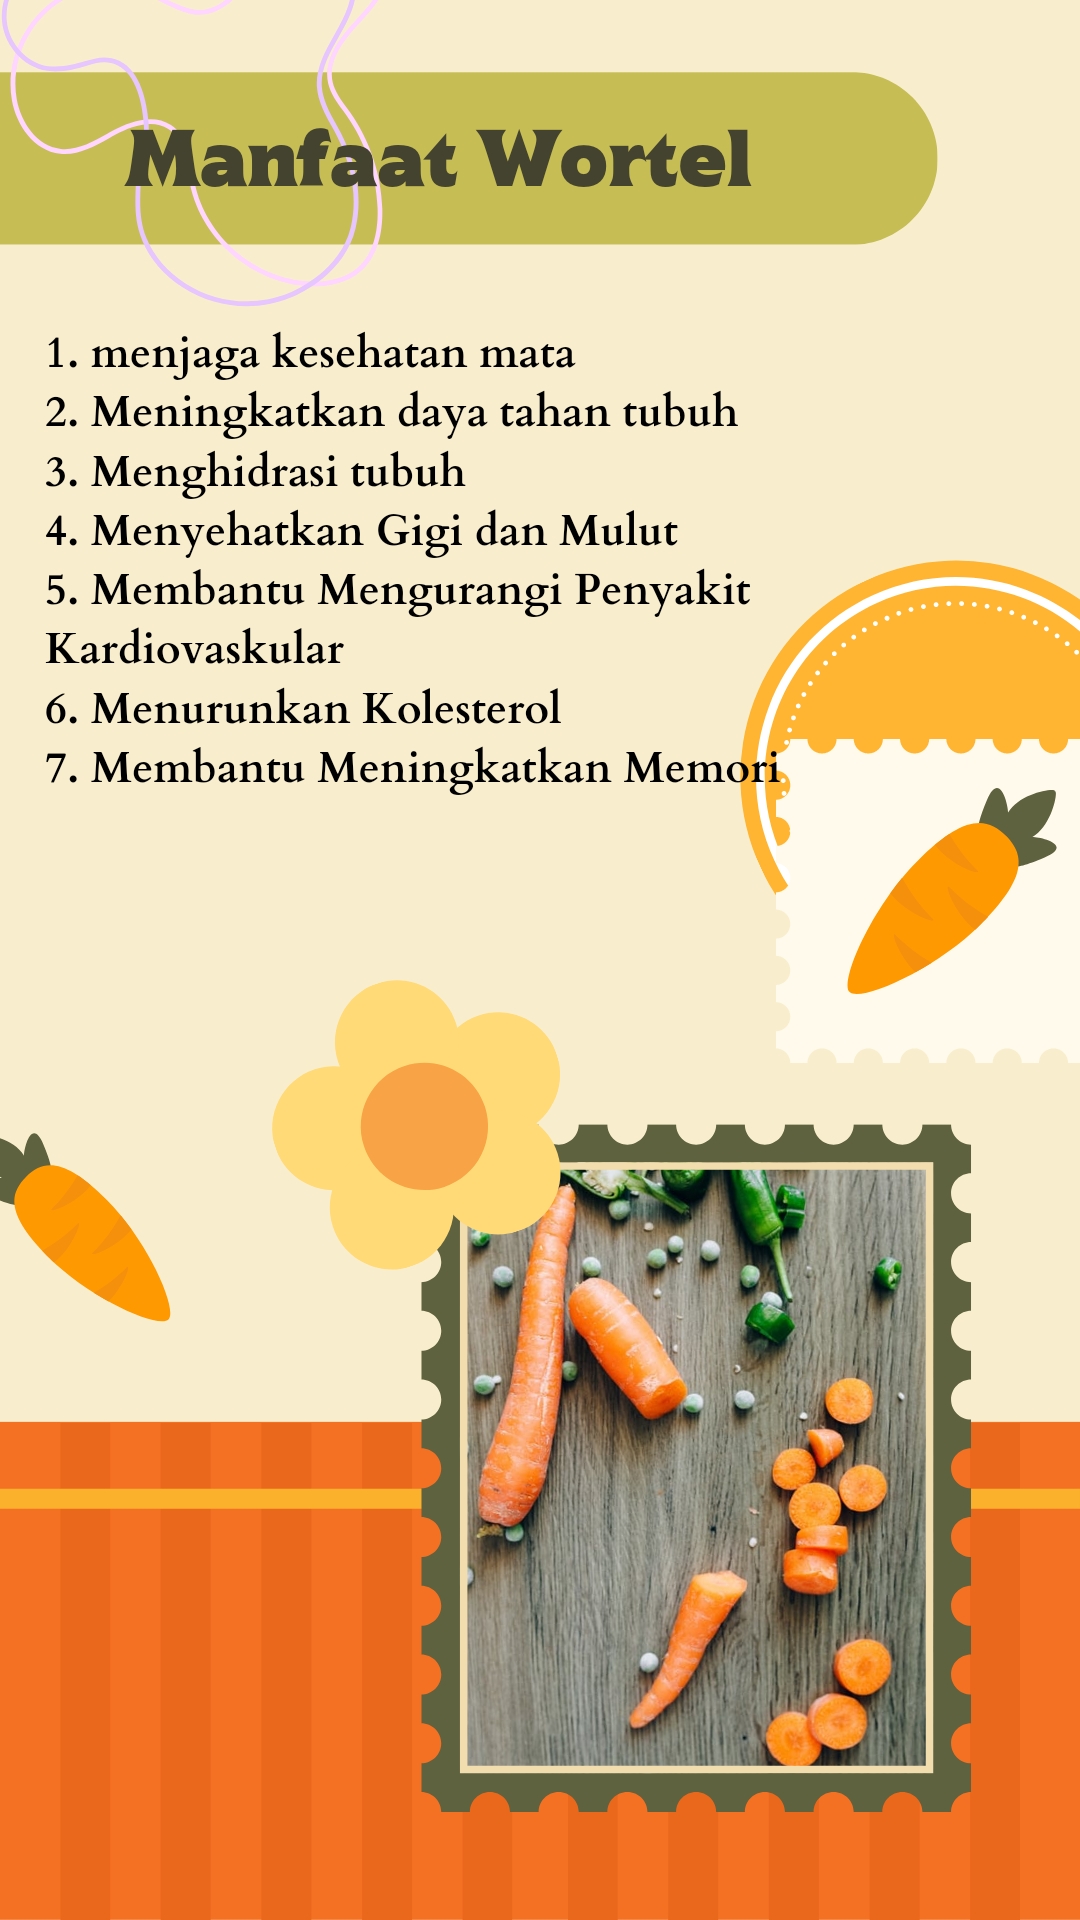 Manfaat Wortel
1. menjaga kesehatan mata
2. Meningkatkan daya tahan tubuh
3. Menghidrasi tubuh
4. Menyehatkan Gigi dan Mulut
5. Membantu Mengurangi Penyakit
Kardiovaskular
6. Menurunkan Kolesterol
7. Membantu Meningkatkan Memori